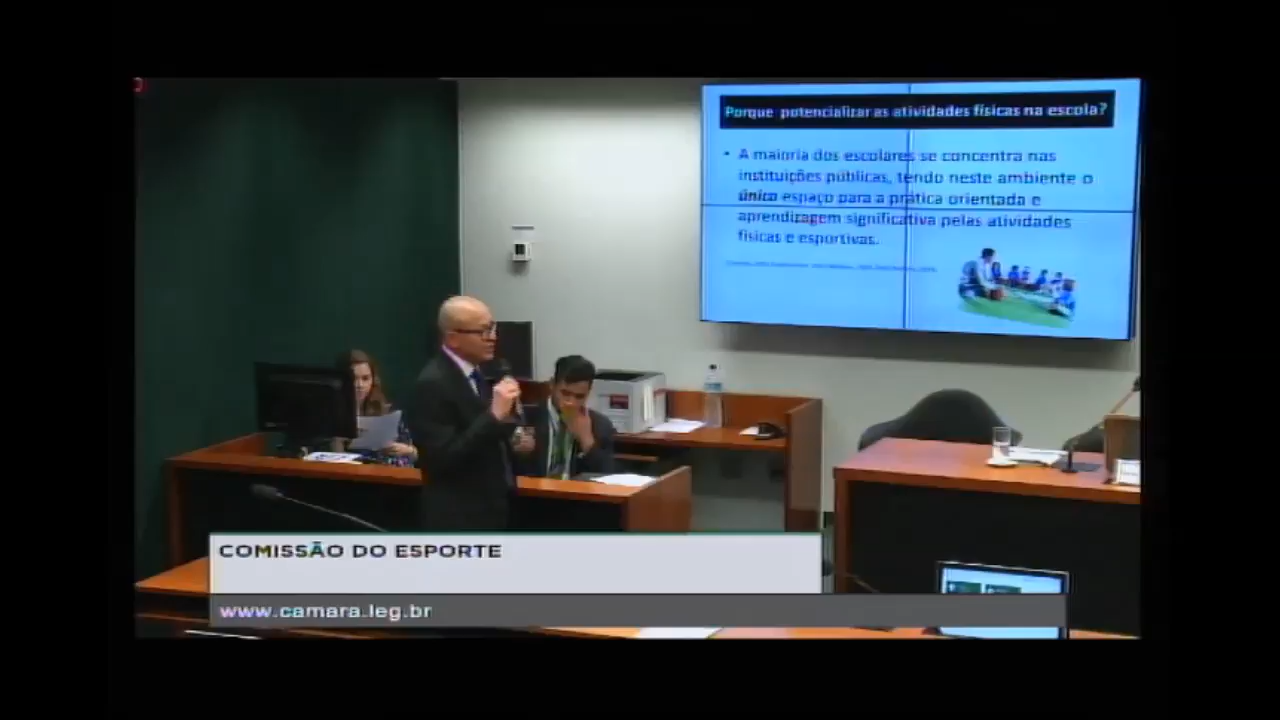 Porque potencializar as atividades físicas na escola?
• A maioria dos escolares se concentra nas
instituições públicas, tendo neste ambiente o
único espaço para a prática orientada e
aprendizagem significativa pelas atividades
físicas e esportivas.
COMISSÃO DO ESPORTE
www.camara.leg.br